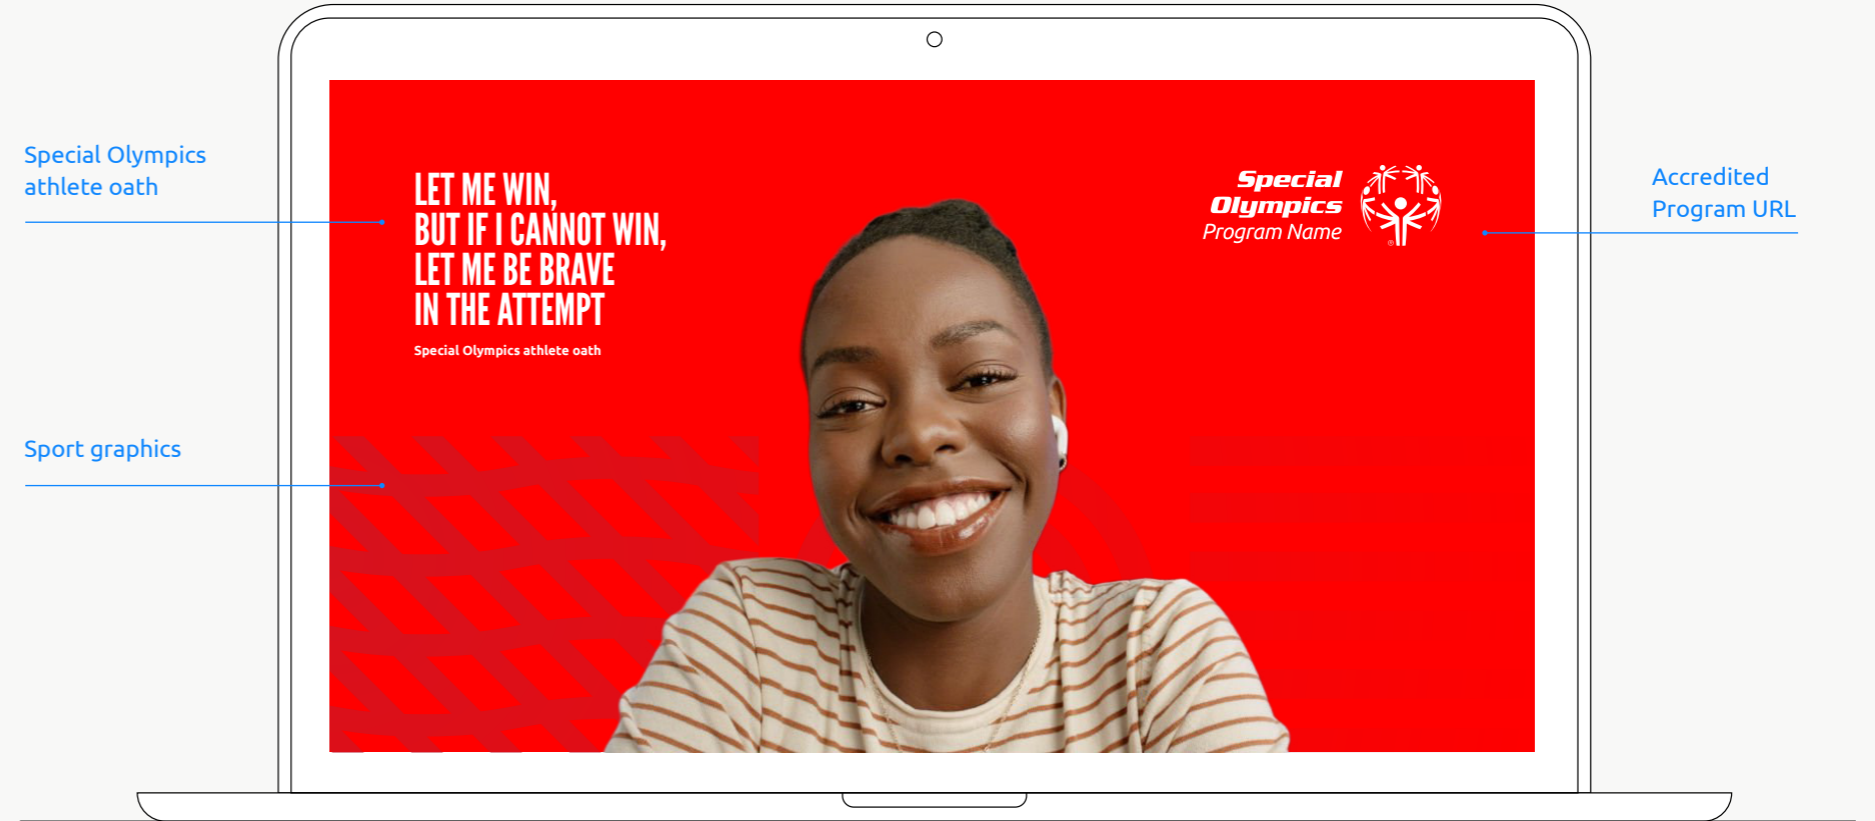 Special Olympics
athlete oath
LET ME WIN,
BUT IF I CANNOT WIN,
LET ME BE BRAVE
IN THE ATTEMPT
Special Olympics athlete oath
Special
Olympics
Program Name
®
Accredited
Program URL
Sport graphics